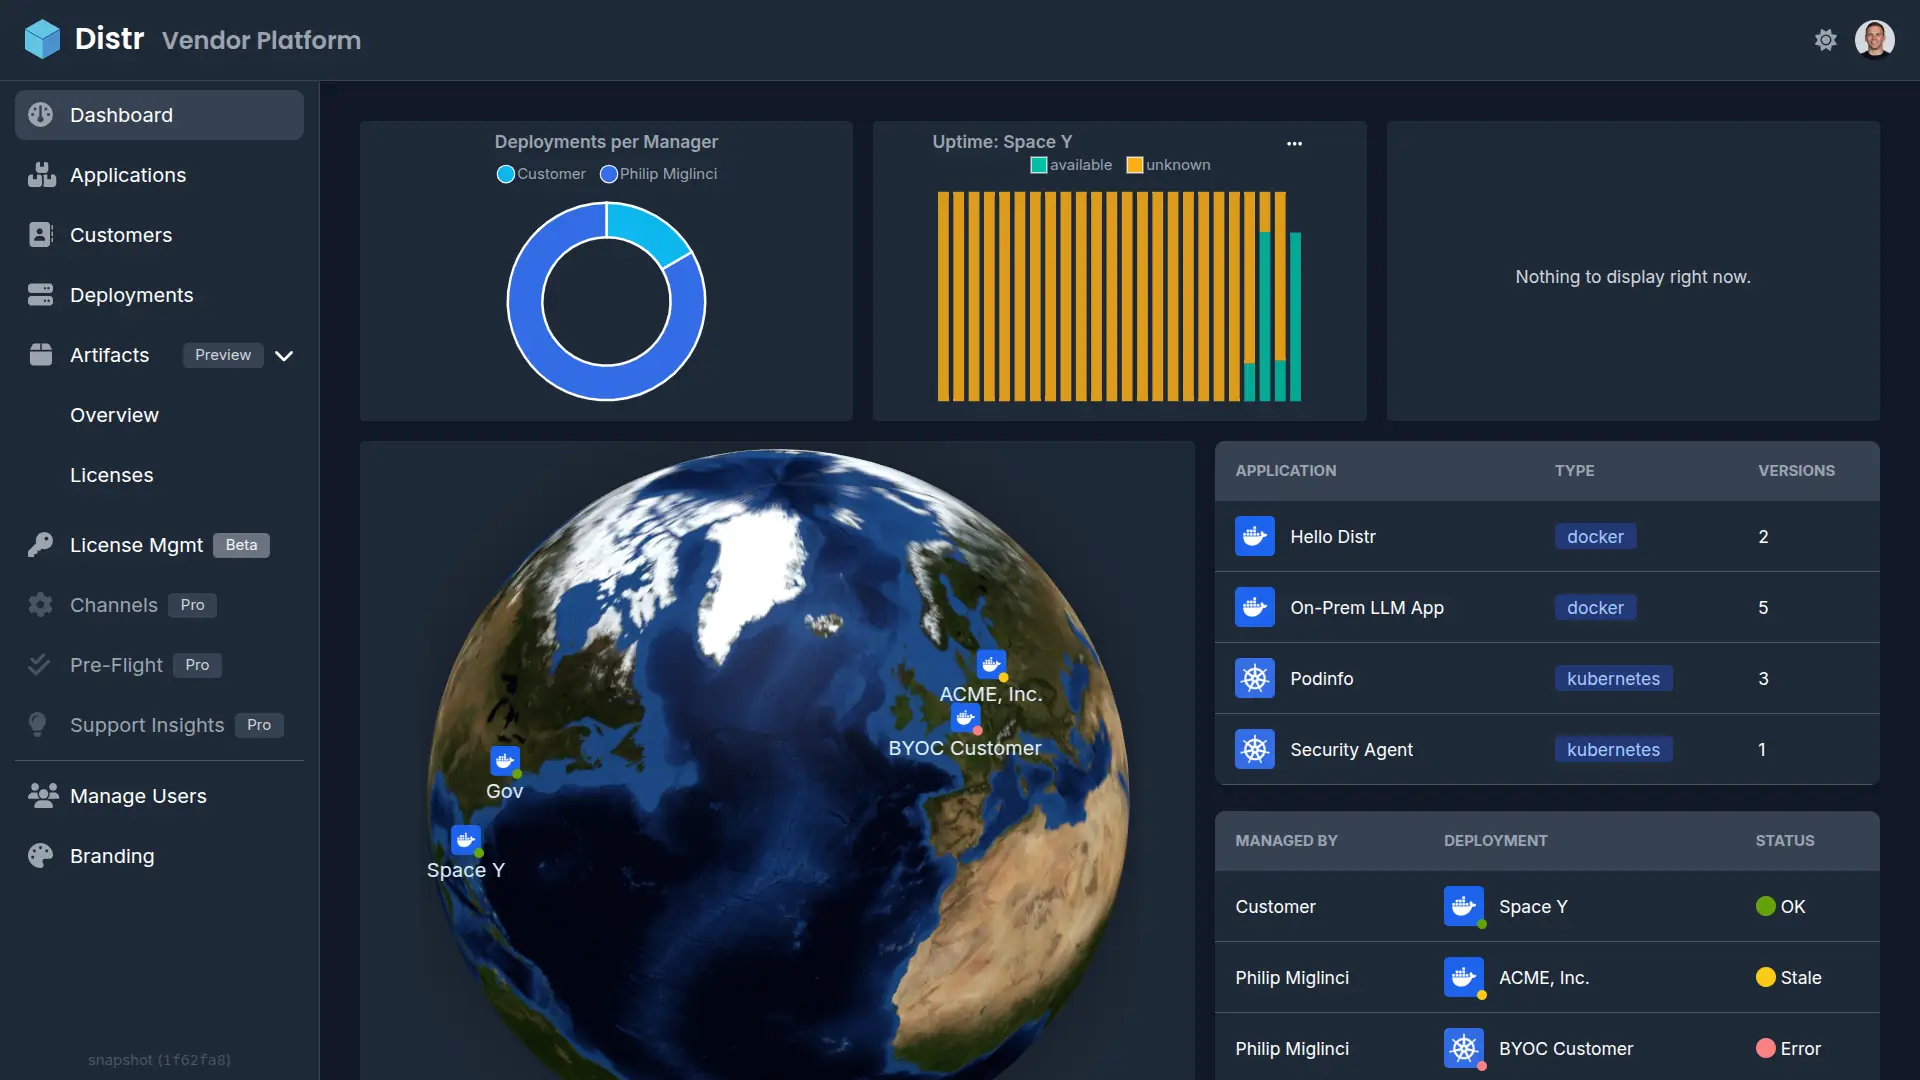 Distr Vendor Platform
Dashboard
Applications
Customers
Deployments
Artifacts Preview
Overview
Licenses
License Mgmt Beta
Channels Pro
Pre-Flight Pro
Support Insights Pro
Manage Users
Branding
snapshot (1f62fa8)
Deployments per Manager
Customer Philip Miglinci
Uptime: Space Y
available unknown
Nothing to display right now.
ACME, Inc.
BYOC Customer
Gov
Space Y
APPLICATION TYPE VERSIONS
Hello Distr docker 2
On-Prem LLM App docker 5
Podinfo kubernetes 3
Security Agent kubernetes 1
MANAGED BY DEPLOYMENT STATUS
Customer Space Y OK
Philip Miglinci ACME, Inc. Stale
Philip Miglinci BYOC Customer Error